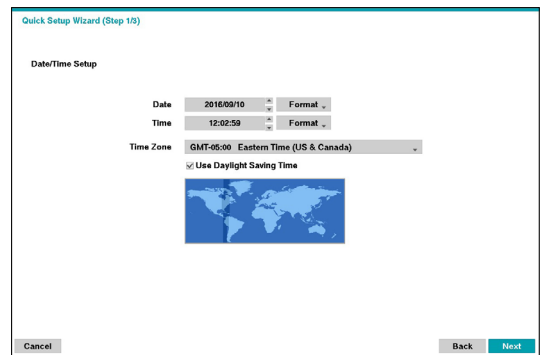 Quick Setup Wizard (Step 1/3)
Date/Time Setup
Date 2016/09/10 Format
Time 12:02:59 Format
Time Zone GMT-05:00 Eastern Time (US & Canada)
Use Daylight Saving Time
Cancel Back Next